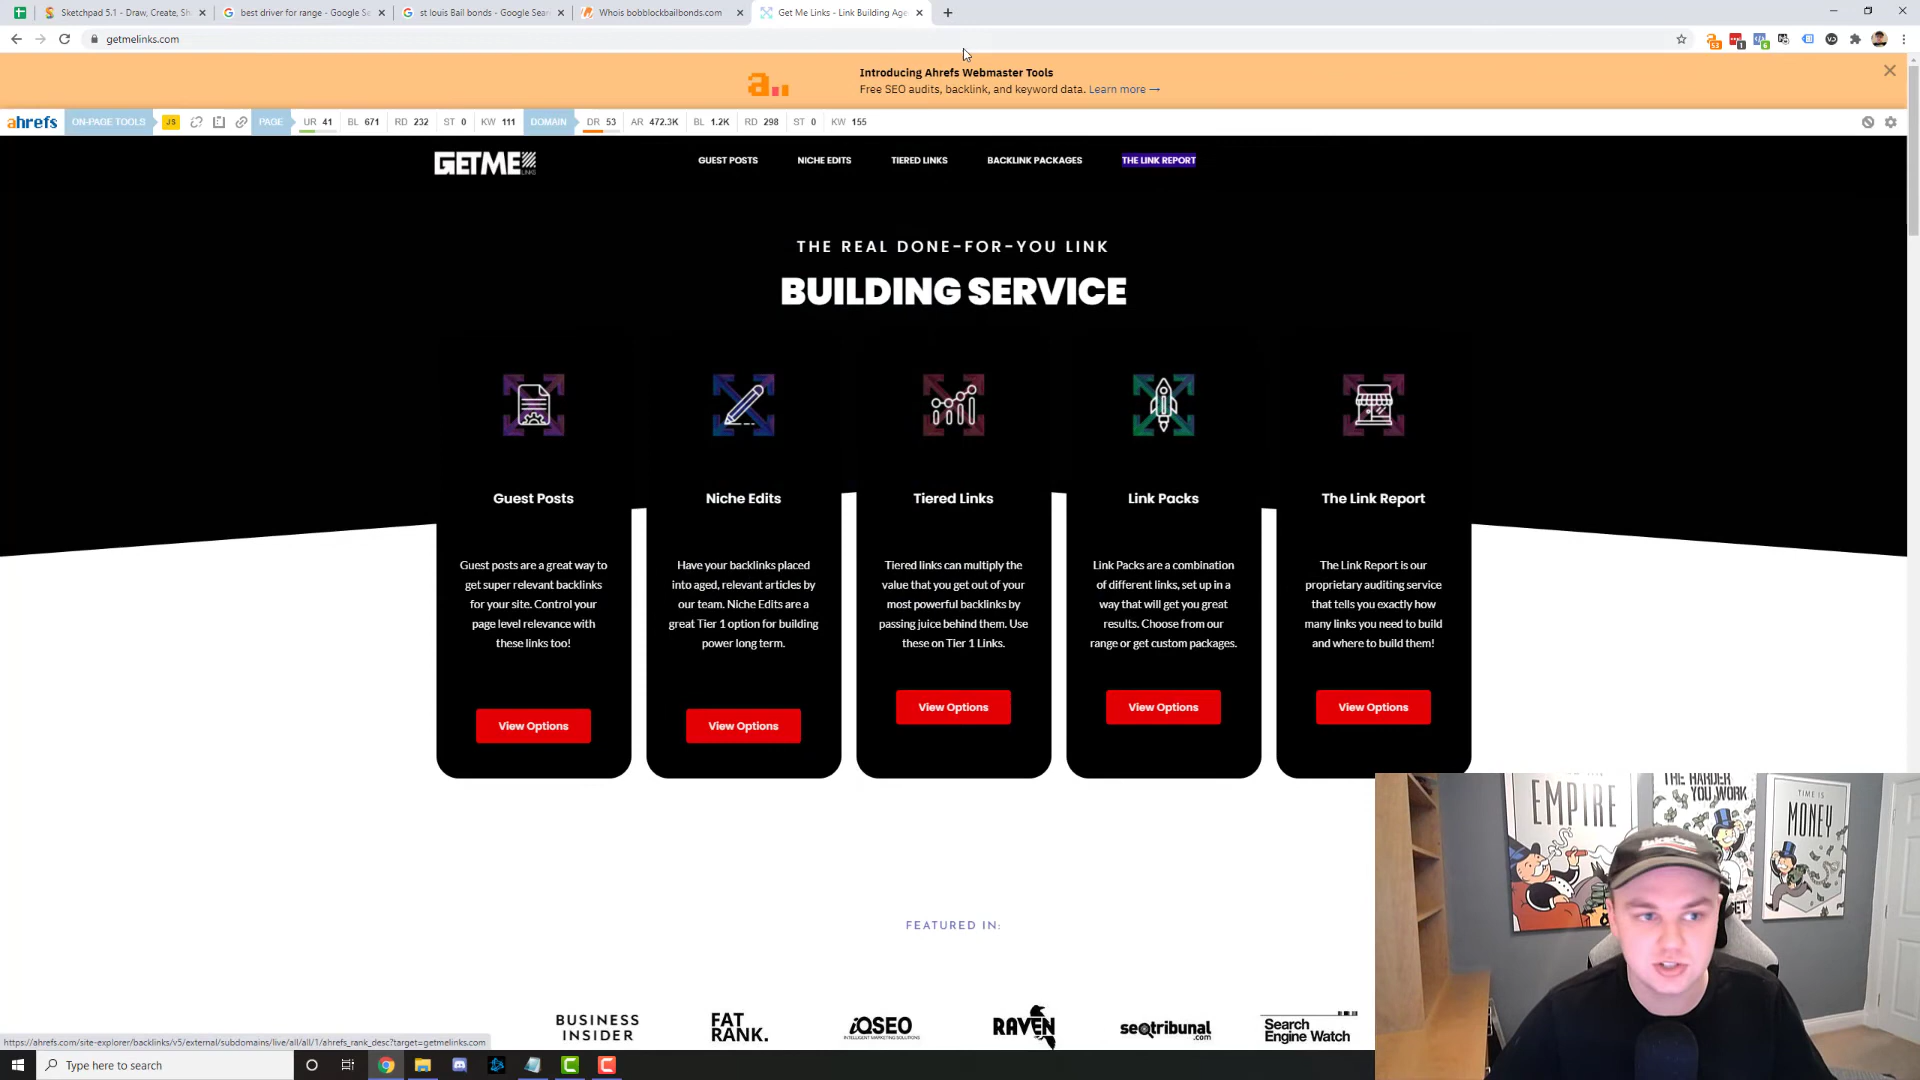 Sketchpad 5.1 - Draw, Create, Sh
best driver for range - Google Se
st louis Bail bonds - Google Sear
Whois bobblockbailbonds.com
Get Me Links - Link Building Age
getmelinks.com
Introducing Ahrefs Webmaster Tools
Free SEO audits, backlink, and keyword data. Learn more →
ahrefs ON-PAGE TOOLS JS PAGE UR 41 BL 671 RD 232 ST 0 KW 111 DOMAIN DR 53 AR 472.3K BL 1.2K RD 298 ST 0 KW 155
GETME LINKS
GUEST POSTS NICHE EDITS TIERED LINKS BACKLINK PACKAGES THE LINK REPORT
THE REAL DONE-FOR-YOU LINK
BUILDING SERVICE
Guest Posts
Guest posts are a great way to
get super relevant backlinks
for your site. Control your
page level relevance with
these links too!
View Options
Niche Edits
Have your backlinks placed
into aged, relevant articles by
our team. Niche Edits are a
great Tier 1 option for building
power long term.
View Options
Tiered Links
Tiered links can multiply the
value that you get out of your
most powerful backlinks by
passing juice behind them. Use
these on Tier 1 Links.
View Options
Link Packs
Link Packs are a combination
of different links, set up in a
way that will get you great
results. Choose from our
range or get custom packages.
View Options
The Link Report
The Link Report is our
proprietary auditing service
that tells you exactly how
many links you need to build
and where to build them!
View Options
FEATURED IN:
BUSINESS
INSIDER
FAT
RANK.
iQSEO
INTELLIGENT MARKETING SOLUTIONS
RAVEN
seotribunal
.com
Search
Engine Watch
EMPIRE
THE HARDER
YOU WORK
TIME IS
MONEY
https://ahrefs.com/site-explorer/backlinks/v5/external/subdomains/live/all/all/1/ahrefs_rank_desc?target=getmelinks.com
Type here to search